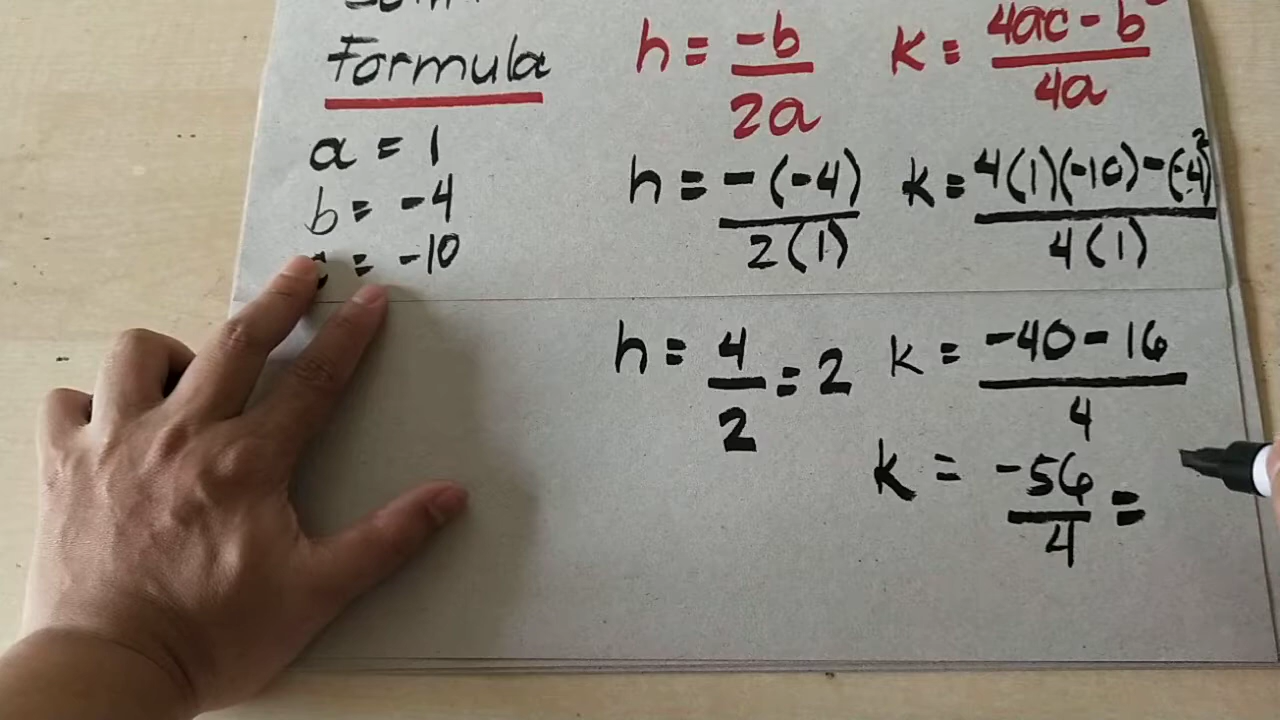 Formula
a = 1
b = -4
c = -10
h = -b / 2a
k = 4ac - b² / 4a
h = -(-4) / 2(1)
k = 4(1)(-10) - (-4)² / 4(1)
h = 4 / 2 = 2
k = -40 - 16 / 4
k = -56 / 4 =